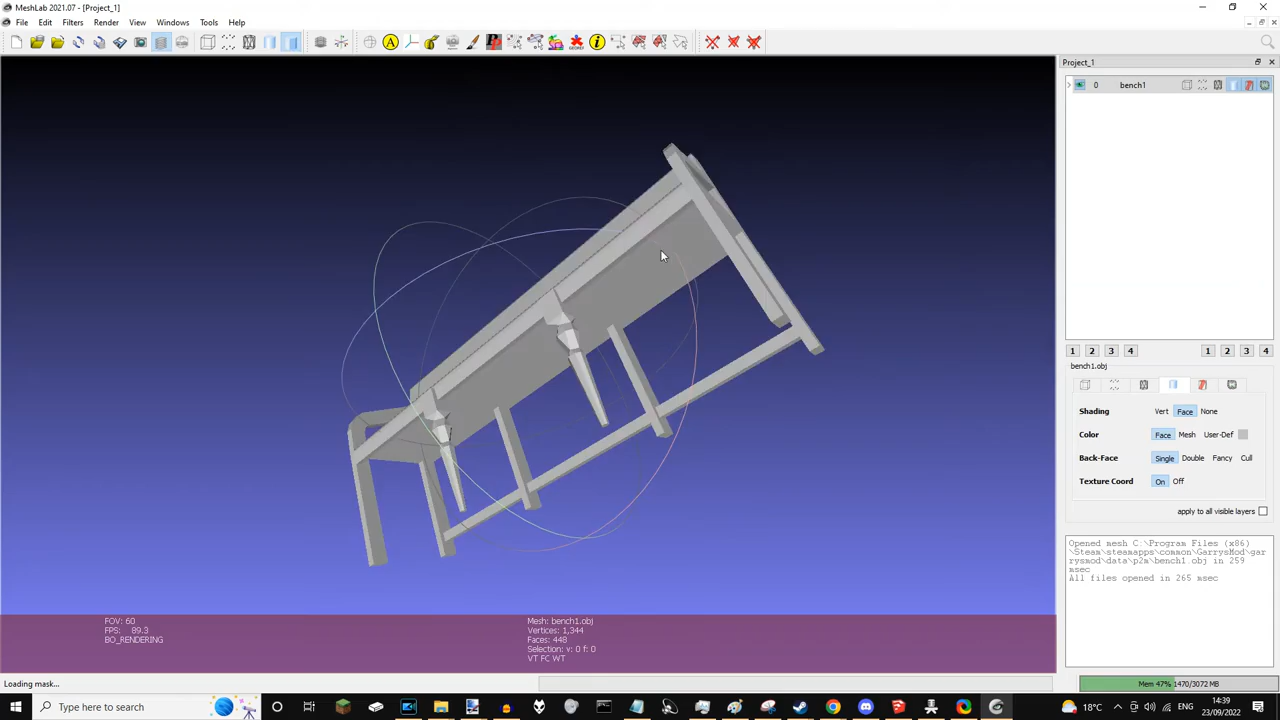 MeshLab 2021.07 - [Project_1]
File Edit Filters Render View Windows Tools Help
Project_1
0 bench1
1 2 3 4 1 2 3 4
bench1.obj
Shading Vert Face None
Color Face Mesh User-Def
Back-Face Single Double Fancy Cull
Texture Coord On Off
apply to all visible layers
Opened mesh C:\Program Files (x86)
\Steam\steamapps\common\GarrysMod\gar
rysmod\data\p2m\bench1.obj in 259
msec
All files opened in 265 msec
FOV: 60
FPS: 89.3
BO_RENDERING
Mesh: bench1.obj
Vertices: 1,344
Faces: 448
Selection: v: 0 f: 0
VT FC WT
Loading mask...
Mem 47% 1470/3072 MB
Type here to search
18°C
14:39
23/09/2022